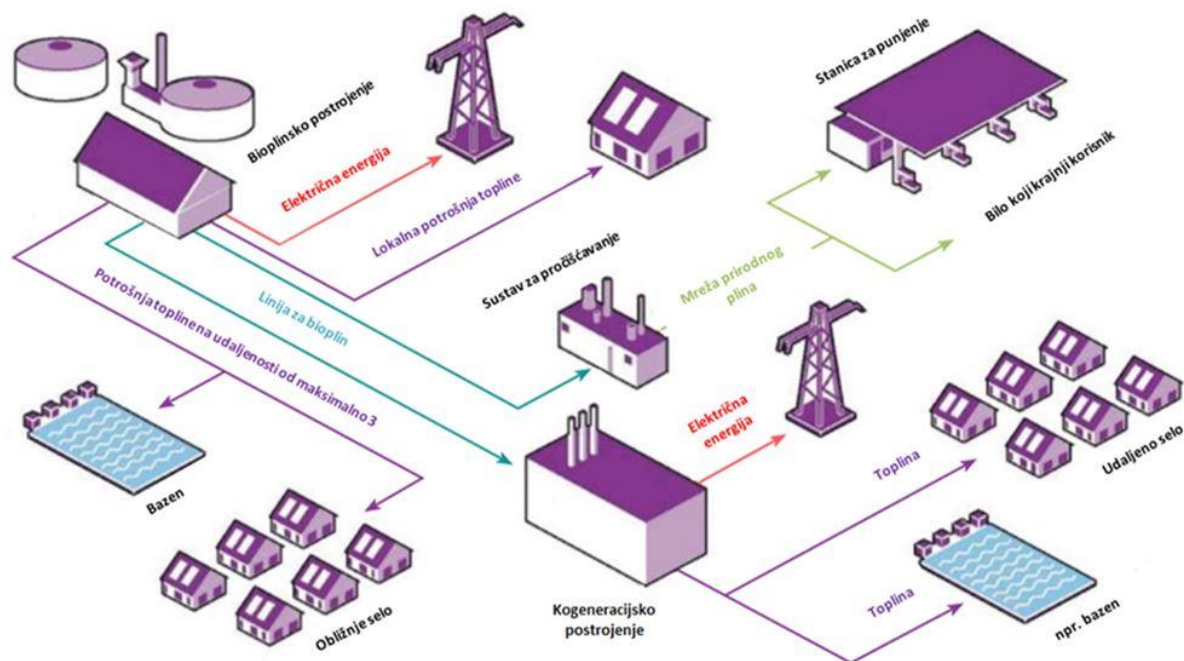 Bioplinsko postrojenje
Električna energija
Lokalna potrošnja topline
Stanica za punjenje
Bilo koji krajnji korisnik
Mreža prirodnog
plina
Sustav za pročišćavanje
Linija za bioplin
Potrošnja topline na udaljenosti od maksimalno 3
Bazen
Obližnje selo
Kogeneracijsko
postrojenje
Električna
energija
Toplina
Udaljeno selo
Toplina
npr. bazen